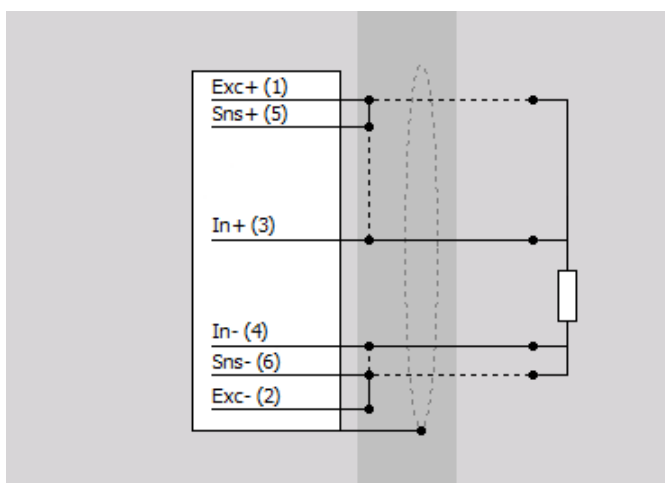 Exc+ (1)
Sns+ (5)
In+ (3)
In- (4)
Sns- (6)
Exc- (2)